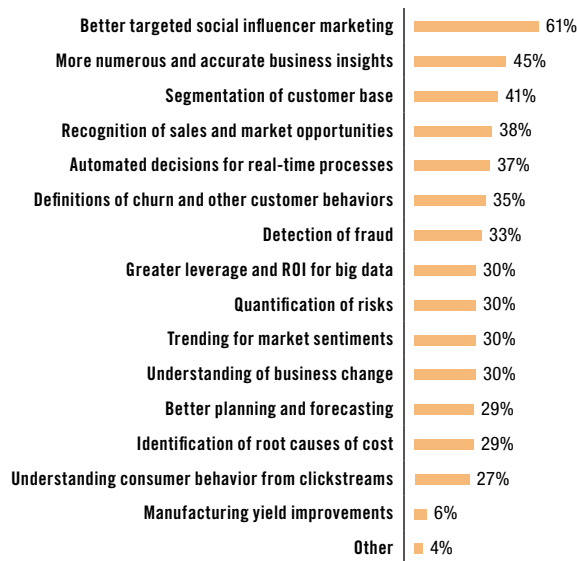 Better targeted social influencer marketing 61%
More numerous and accurate business insights 45%
Segmentation of customer base 41%
Recognition of sales and market opportunities 38%
Automated decisions for real-time processes 37%
Definitions of churn and other customer behaviors 35%
Detection of fraud 33%
Greater leverage and ROI for big data 30%
Quantification of risks 30%
Trending for market sentiments 30%
Understanding of business change 30%
Better planning and forecasting 29%
Identification of root causes of cost 29%
Understanding consumer behavior from clickstreams 27%
Manufacturing yield improvements 6%
Other 4%